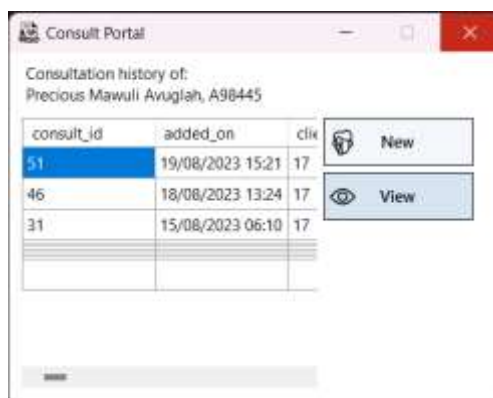 Consult Portal
Consultation history of:
Precious Mawuli Avuglah, A98445
consult_id added_on clie
51 19/08/2023 15:21 17
46 18/08/2023 13:24 17
31 15/08/2023 06:10 17
New
View